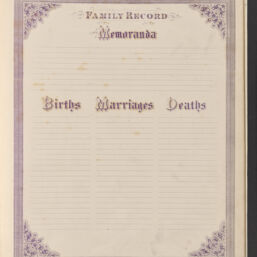 FAMILY RECORD
Memoranda
Births Marriages Deaths